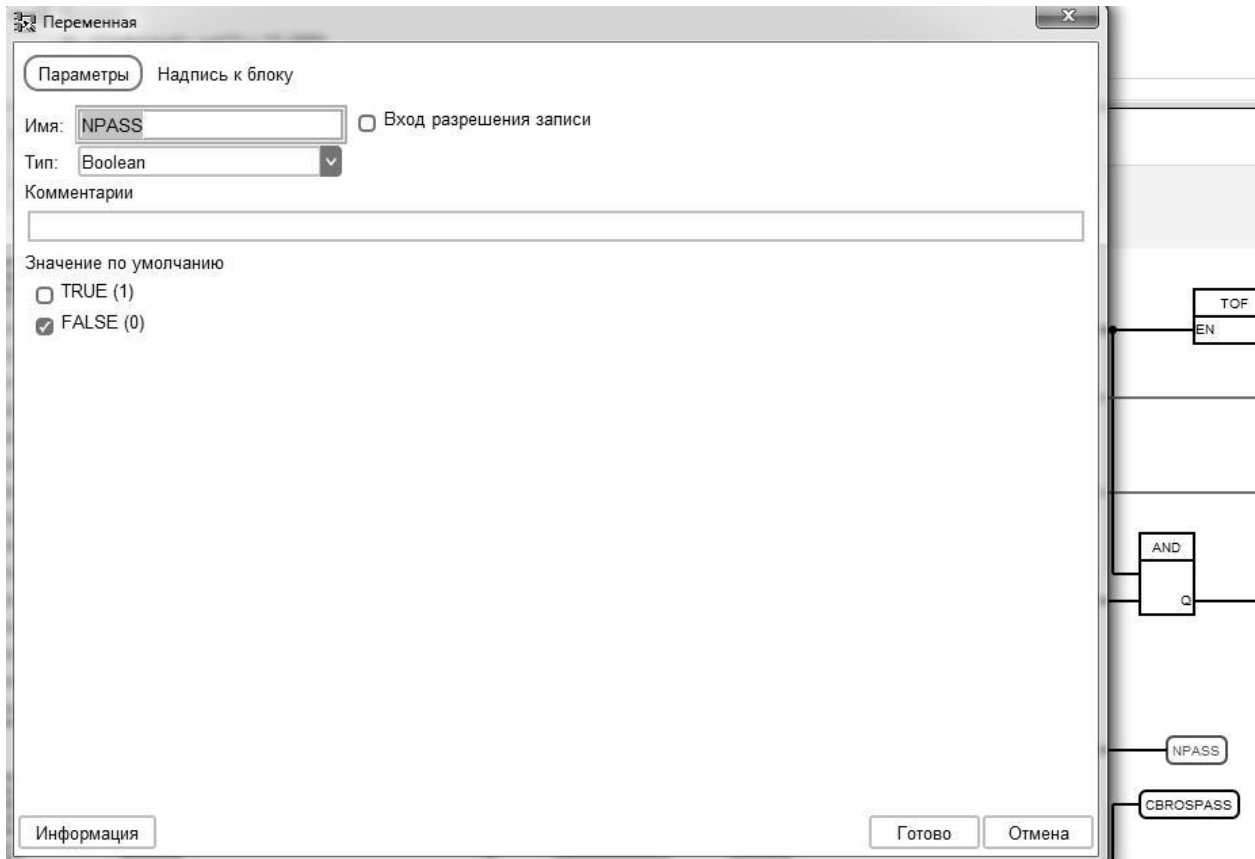 Переменная
Параметры Надпись к блоку
Имя: NPASS Вход разрешения записи
Тип: Boolean
Комментарии
Значение по умолчанию
TRUE (1)
FALSE (0)
TOF
EN
AND
Q
NPASS
CBROSPASS
Информация Готово Отмена